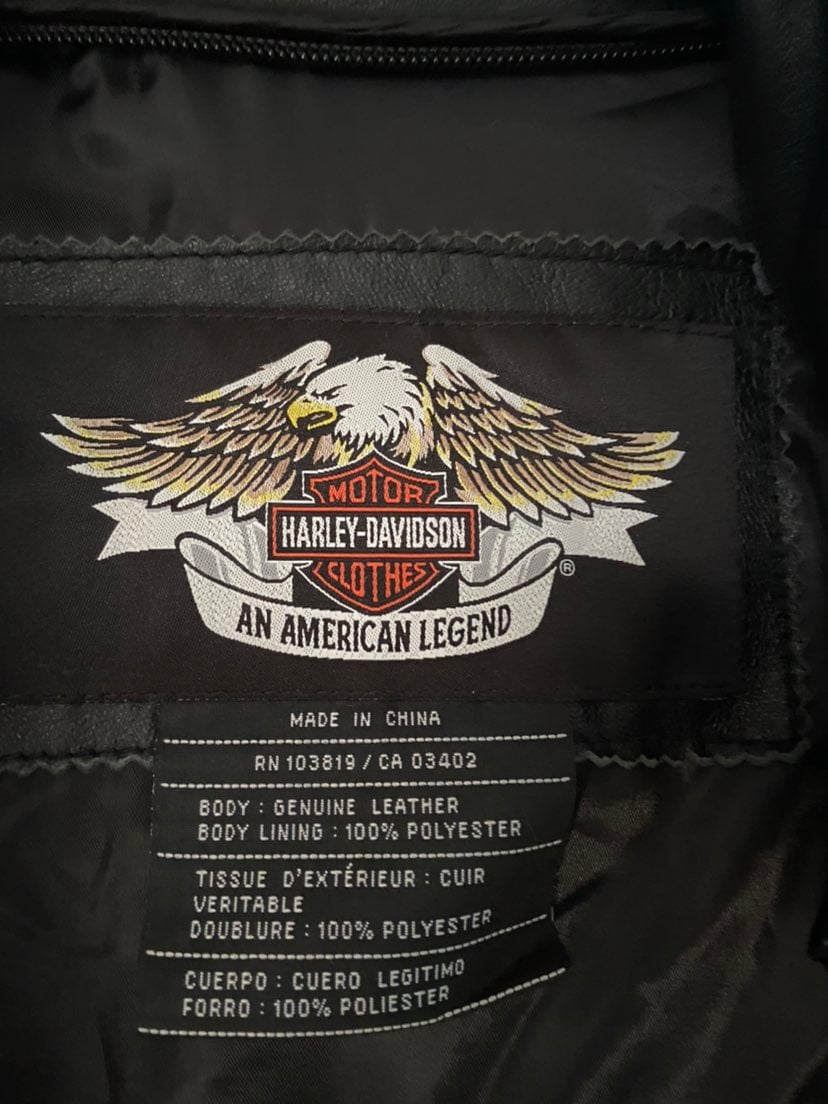 MOTOR
HARLEY-DAVIDSON
CLOTHES
®
AN AMERICAN LEGEND
MADE IN CHINA
RN 103819 / CA 03402
BODY : GENUINE LEATHER
BODY LINING : 100% POLYESTER
TISSUE D'EXTÉRIEUR : CUIR
VERITABLE
DOUBLURE : 100% POLYESTER
CUERPO : CUERO LEGITIMO
FORRO : 100% POLIESTER